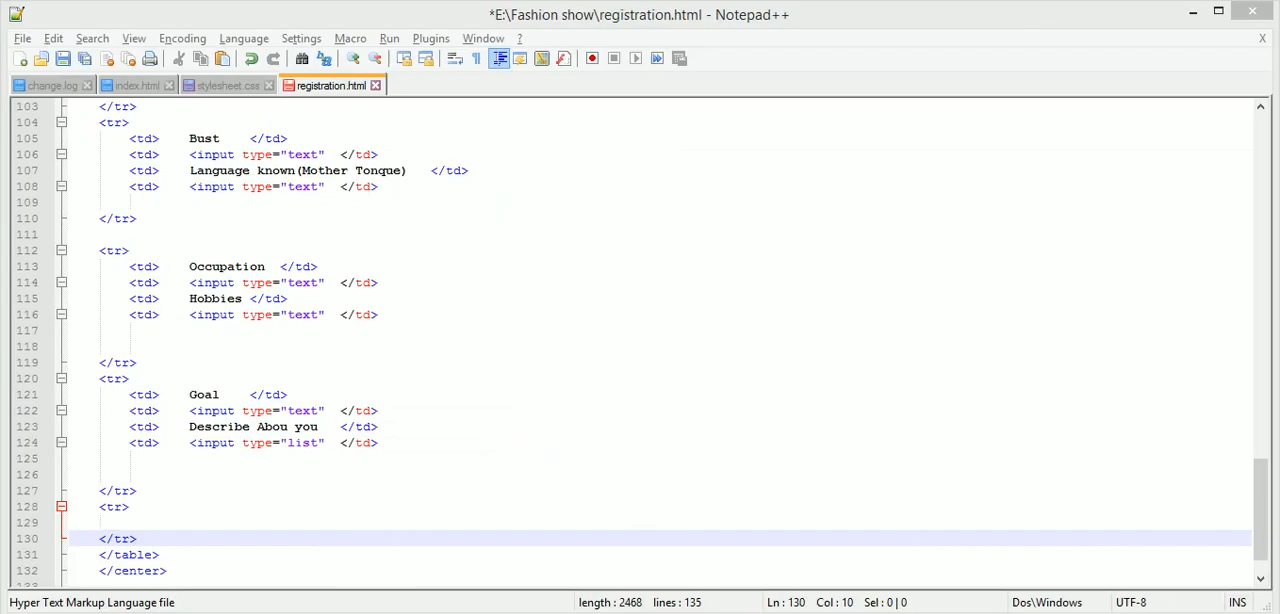 *E:\Fashion show\registration.html - Notepad++
File Edit Search View Encoding Language Settings Macro Run Plugins Window ? X
change.log index.html stylesheet.css registration.html
103 </tr>
104 <tr>
105 <td> Bust </td>
106 <td> <input type="text" </td>
107 <td> Language known(Mother Tonque) </td>
108 <td> <input type="text" </td>
109
110 </tr>
111
112 <tr>
113 <td> Occupation </td>
114 <td> <input type="text" </td>
115 <td> Hobbies </td>
116 <td> <input type="text" </td>
117
118
119 </tr>
120 <tr>
121 <td> Goal </td>
122 <td> <input type="text" </td>
123 <td> Describe Abou you </td>
124 <td> <input type="list" </td>
125
126
127 </tr>
128 <tr>
129
130 </tr>
131 </table>
132 </center>
Hyper Text Markup Language file length : 2468 lines : 135 Ln : 130 Col : 10 Sel : 0 | 0 Dos\Windows UTF-8 INS